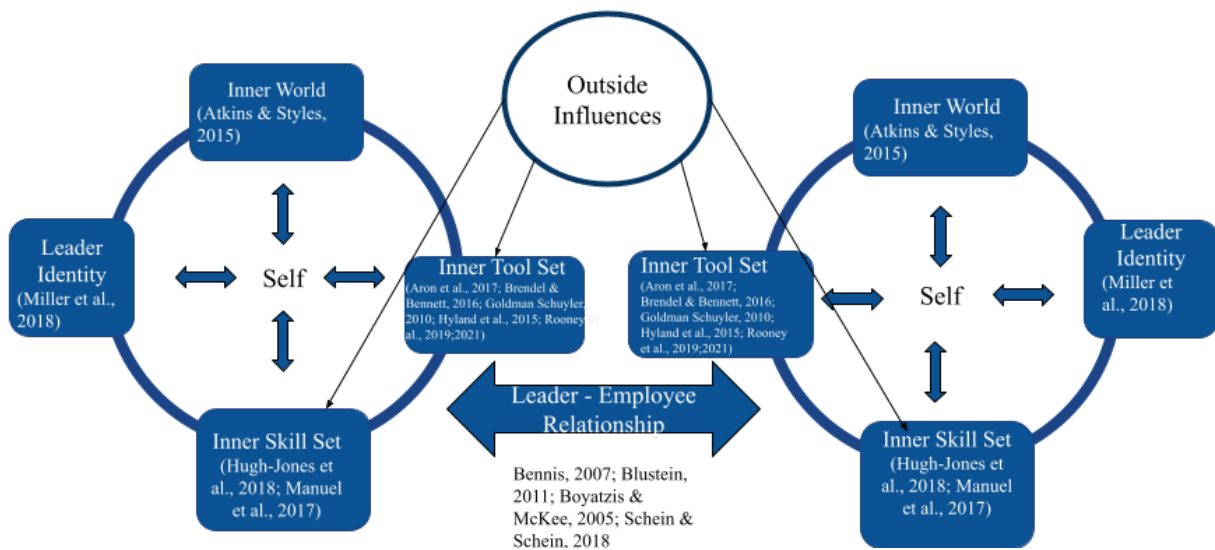 Inner World
(Atkins & Styles,
2015)
Leader
Identity
(Miller et al.,
2018)
Self
Inner Tool Set
(Aron et al., 2017; Brendel &
Bennett, 2016; Goldman Schuyler,
2010; Hyland et al., 2015; Rooney
al., 2019;2021)
Inner Skill Set
(Hugh-Jones et
al., 2018; Manuel
et al., 2017)
Outside
Influences
Leader - Employee
Relationship
Bennis, 2007; Blustein,
2011; Boyatzis &
McKee, 2005; Schein &
Schein, 2018
Inner World
(Atkins & Styles,
2015)
Inner Tool Set
(Aron et al., 2017;
Brendel & Bennett, 2016;
Goldman Schuyler, 2010;
Hyland et al., 2015; Rooney
et al., 2019;2021)
Self
Leader
Identity
(Miller et
al., 2018)
Inner Skill Set
(Hugh-Jones et
al., 2018; Manuel
et al., 2017)